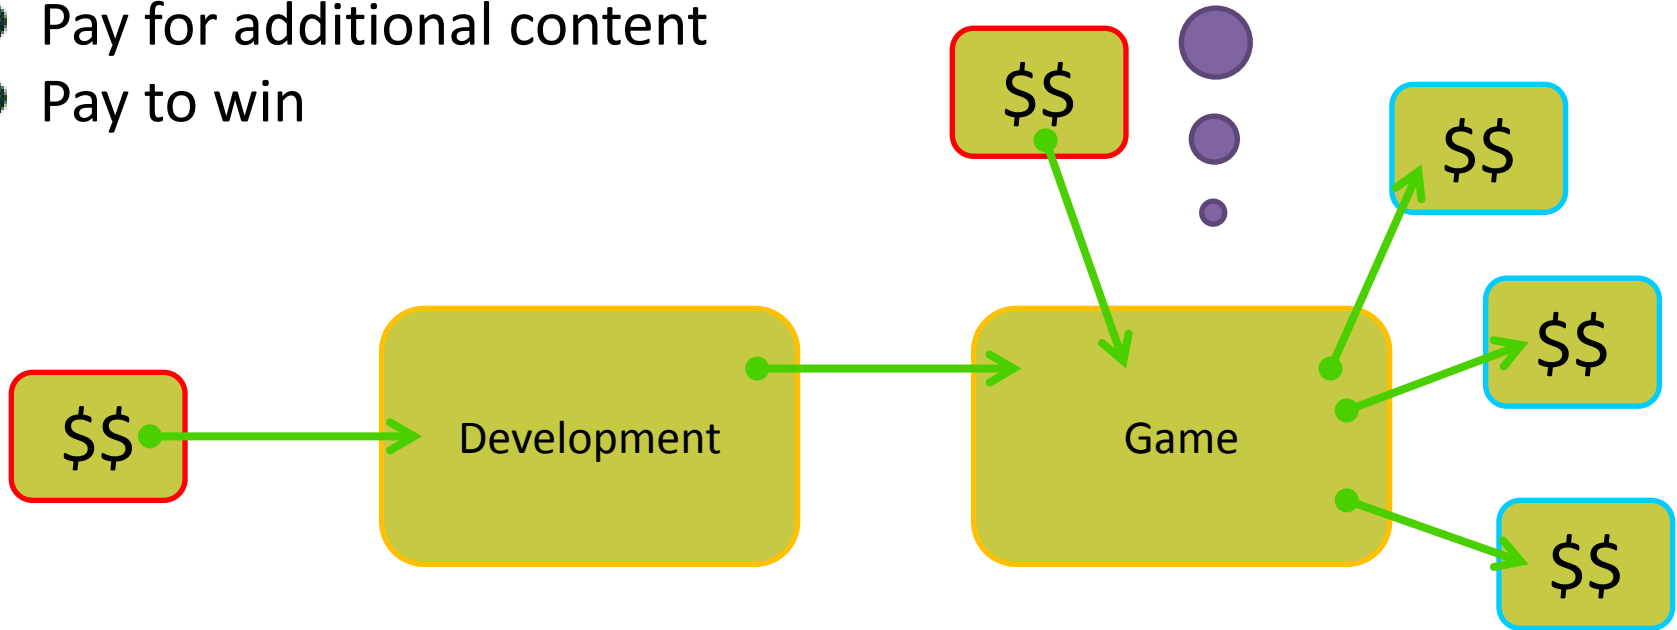 Pay for additional content
Pay to win
$$
$$
$$
$$
Development
Game
$$